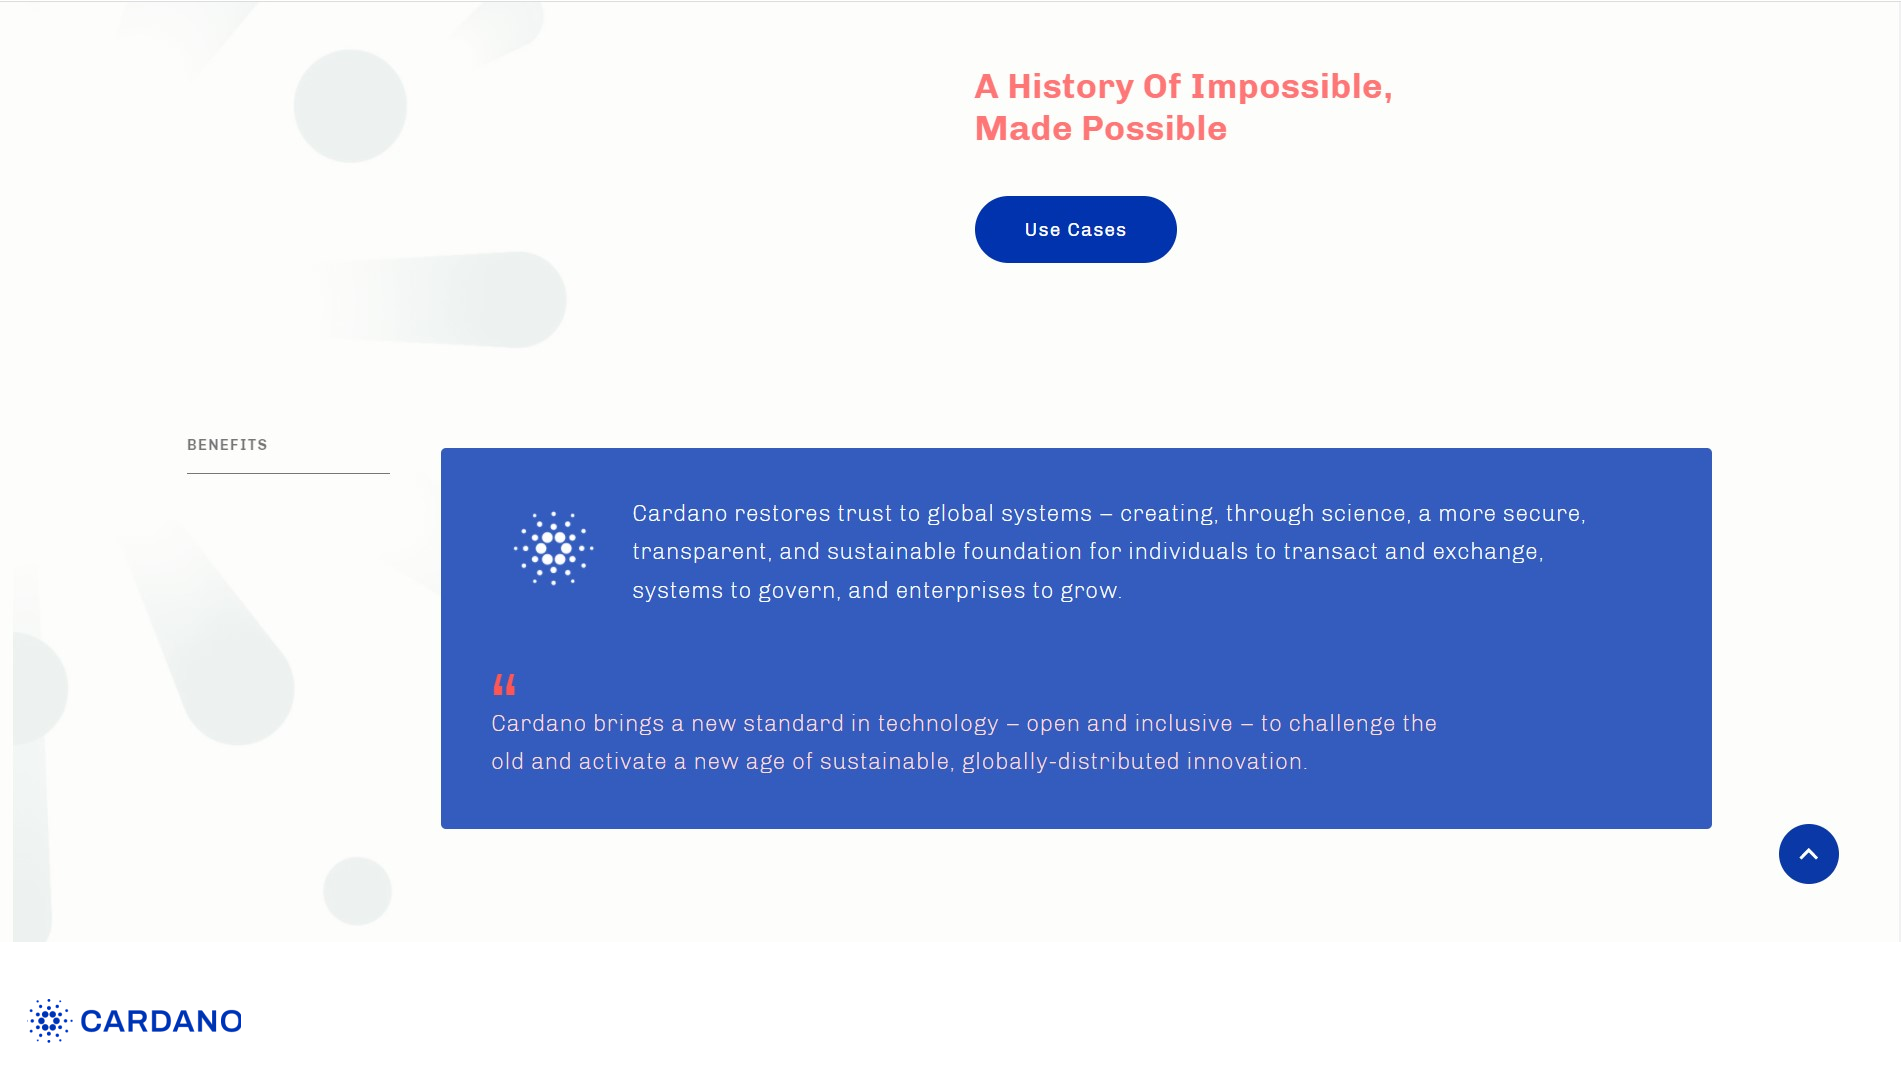 A History Of Impossible,
Made Possible
Use Cases
BENEFITS
Cardano restores trust to global systems – creating, through science, a more secure,
transparent, and sustainable foundation for individuals to transact and exchange,
systems to govern, and enterprises to grow.
“
Cardano brings a new standard in technology – open and inclusive – to challenge the
old and activate a new age of sustainable, globally-distributed innovation.
CARDANO